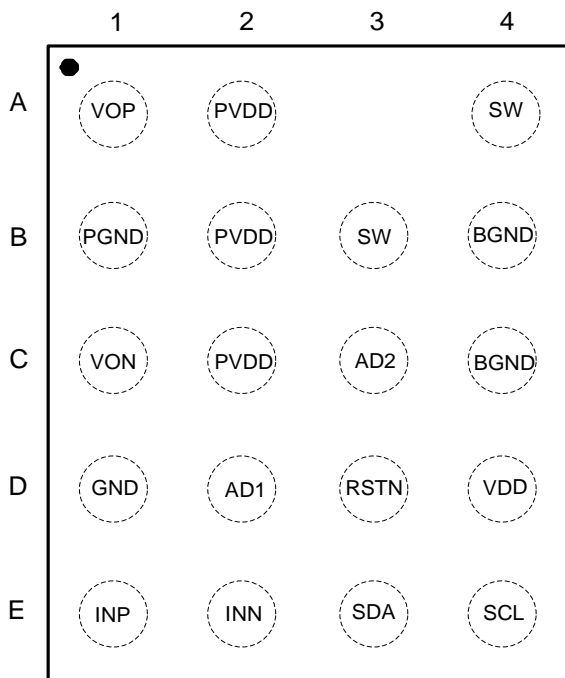 1 2 3 4
A VOP PVDD SW
B PGND PVDD SW BGND
C VON PVDD AD2 BGND
D GND AD1 RSTN VDD
E INP INN SDA SCL